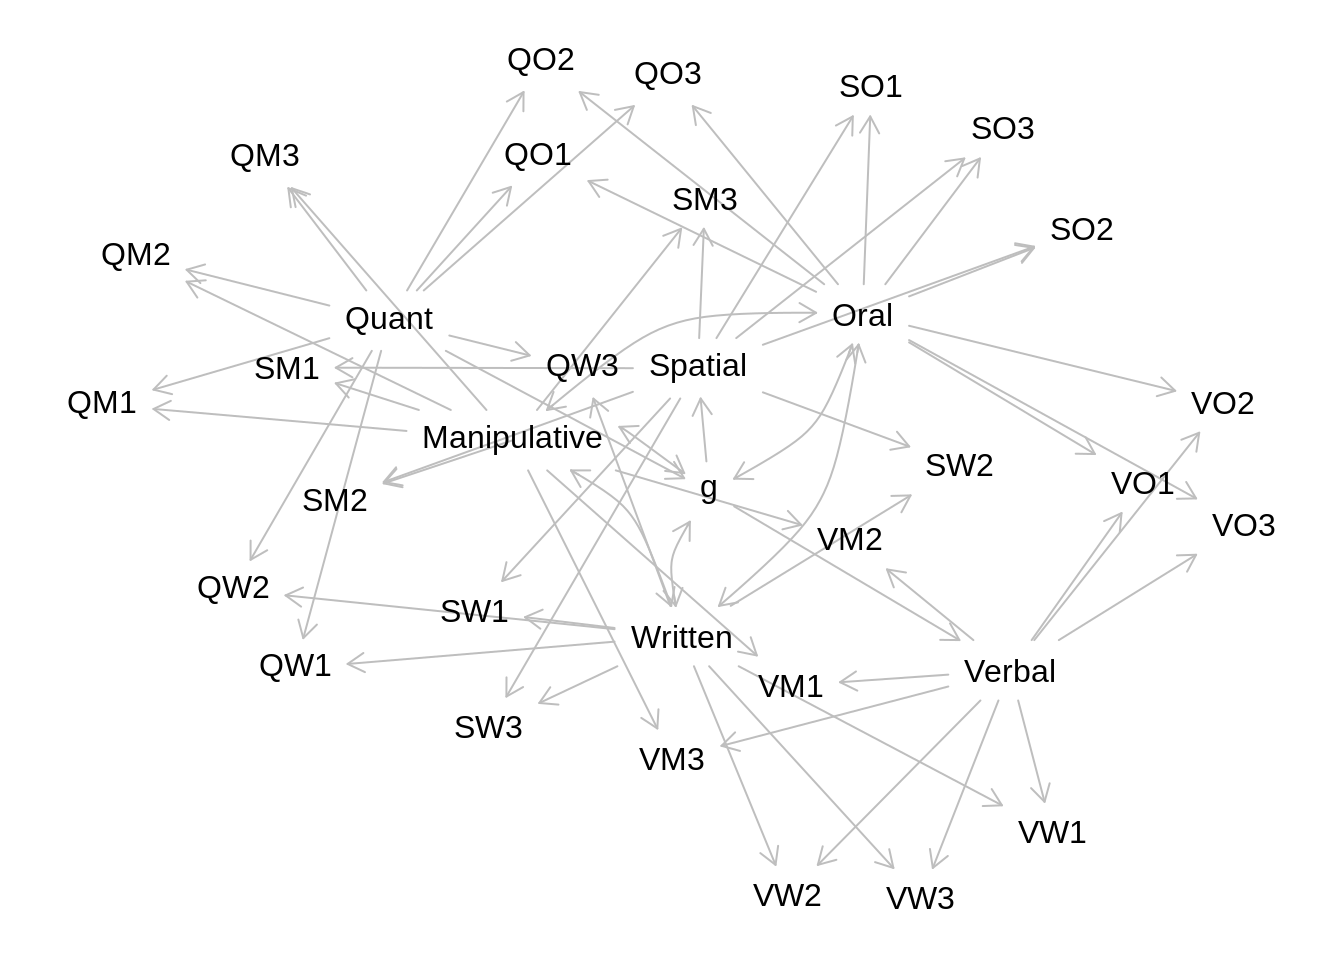 QO2
QO3
SO1
SO3
QM3
QO1
SM3
SO2
QM2
Quant
Oral
SM1
QW3
Spatial
QM1
VO2
Manipulative
SW2
g
VO1
SM2
VO3
VM2
QW2
SW1
Written
QW1
Verbal
VM1
SW3
VM3
VW1
VW2
VW3